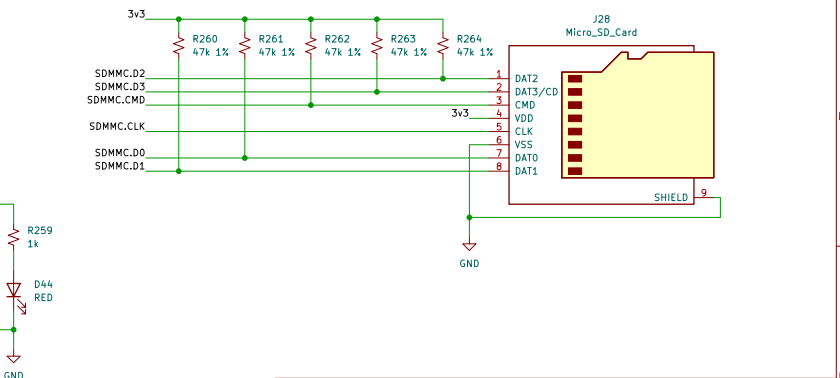 3v3
J28
Micro_SD_Card
R260
47k 1%
R261
47k 1%
R262
47k 1%
R263
47k 1%
R264
47k 1%
SDMMC.D2
SDMMC.D3
SDMMC.CMD
SDMMC.CLK
SDMMC.D0
SDMMC.D1
3v3
1 DAT2
2 DAT3/CD
3 CMD
4 VDD
5 CLK
6 VSS
7 DAT0
8 DAT1
SHIELD 9
GND
R259
1k
D44
RED
GND